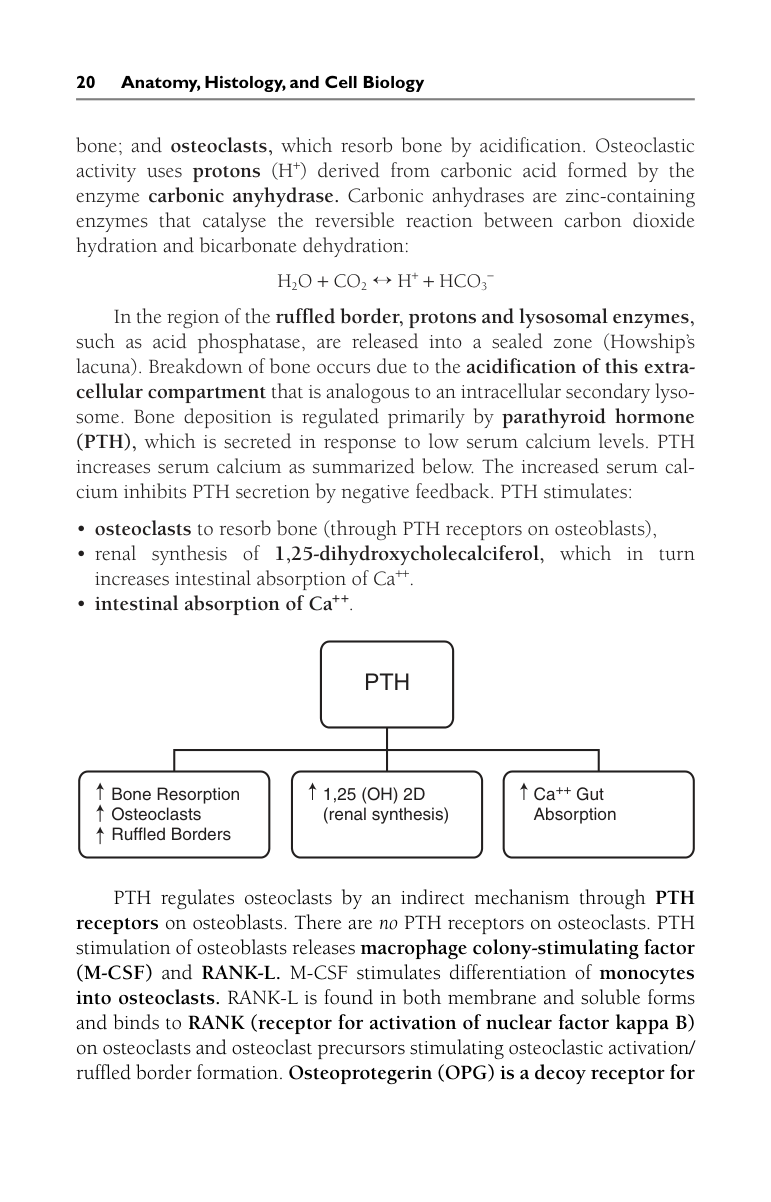 20 Anatomy, Histology, and Cell Biology
bone; and osteoclasts, which resorb bone by acidification. Osteoclastic
activity uses protons (H⁺) derived from carbonic acid formed by the
enzyme carbonic anyhydrase. Carbonic anhydrases are zinc-containing
enzymes that catalyse the reversible reaction between carbon dioxide
hydration and bicarbonate dehydration:
H₂O + CO₂ ↔ H⁺ + HCO₃⁻
In the region of the ruffled border, protons and lysosomal enzymes,
such as acid phosphatase, are released into a sealed zone (Howship's
lacuna). Breakdown of bone occurs due to the acidification of this extra-
cellular compartment that is analogous to an intracellular secondary lyso-
some. Bone deposition is regulated primarily by parathyroid hormone
(PTH), which is secreted in response to low serum calcium levels. PTH
increases serum calcium as summarized below. The increased serum cal-
cium inhibits PTH secretion by negative feedback. PTH stimulates:
• osteoclasts to resorb bone (through PTH receptors on osteoblasts),
• renal synthesis of 1,25-dihydroxycholecalciferol, which in turn
increases intestinal absorption of Ca⁺⁺.
• intestinal absorption of Ca⁺⁺.
PTH
↑ Bone Resorption
↑ Osteoclasts
↑ Ruffled Borders
↑ 1,25 (OH) 2D
(renal synthesis)
↑ Ca⁺⁺ Gut
Absorption
PTH regulates osteoclasts by an indirect mechanism through PTH
receptors on osteoblasts. There are no PTH receptors on osteoclasts. PTH
stimulation of osteoblasts releases macrophage colony-stimulating factor
(M-CSF) and RANK-L. M-CSF stimulates differentiation of monocytes
into osteoclasts. RANK-L is found in both membrane and soluble forms
and binds to RANK (receptor for activation of nuclear factor kappa B)
on osteoclasts and osteoclast precursors stimulating osteoclastic activation/
ruffled border formation. Osteoprotegerin (OPG) is a decoy receptor for